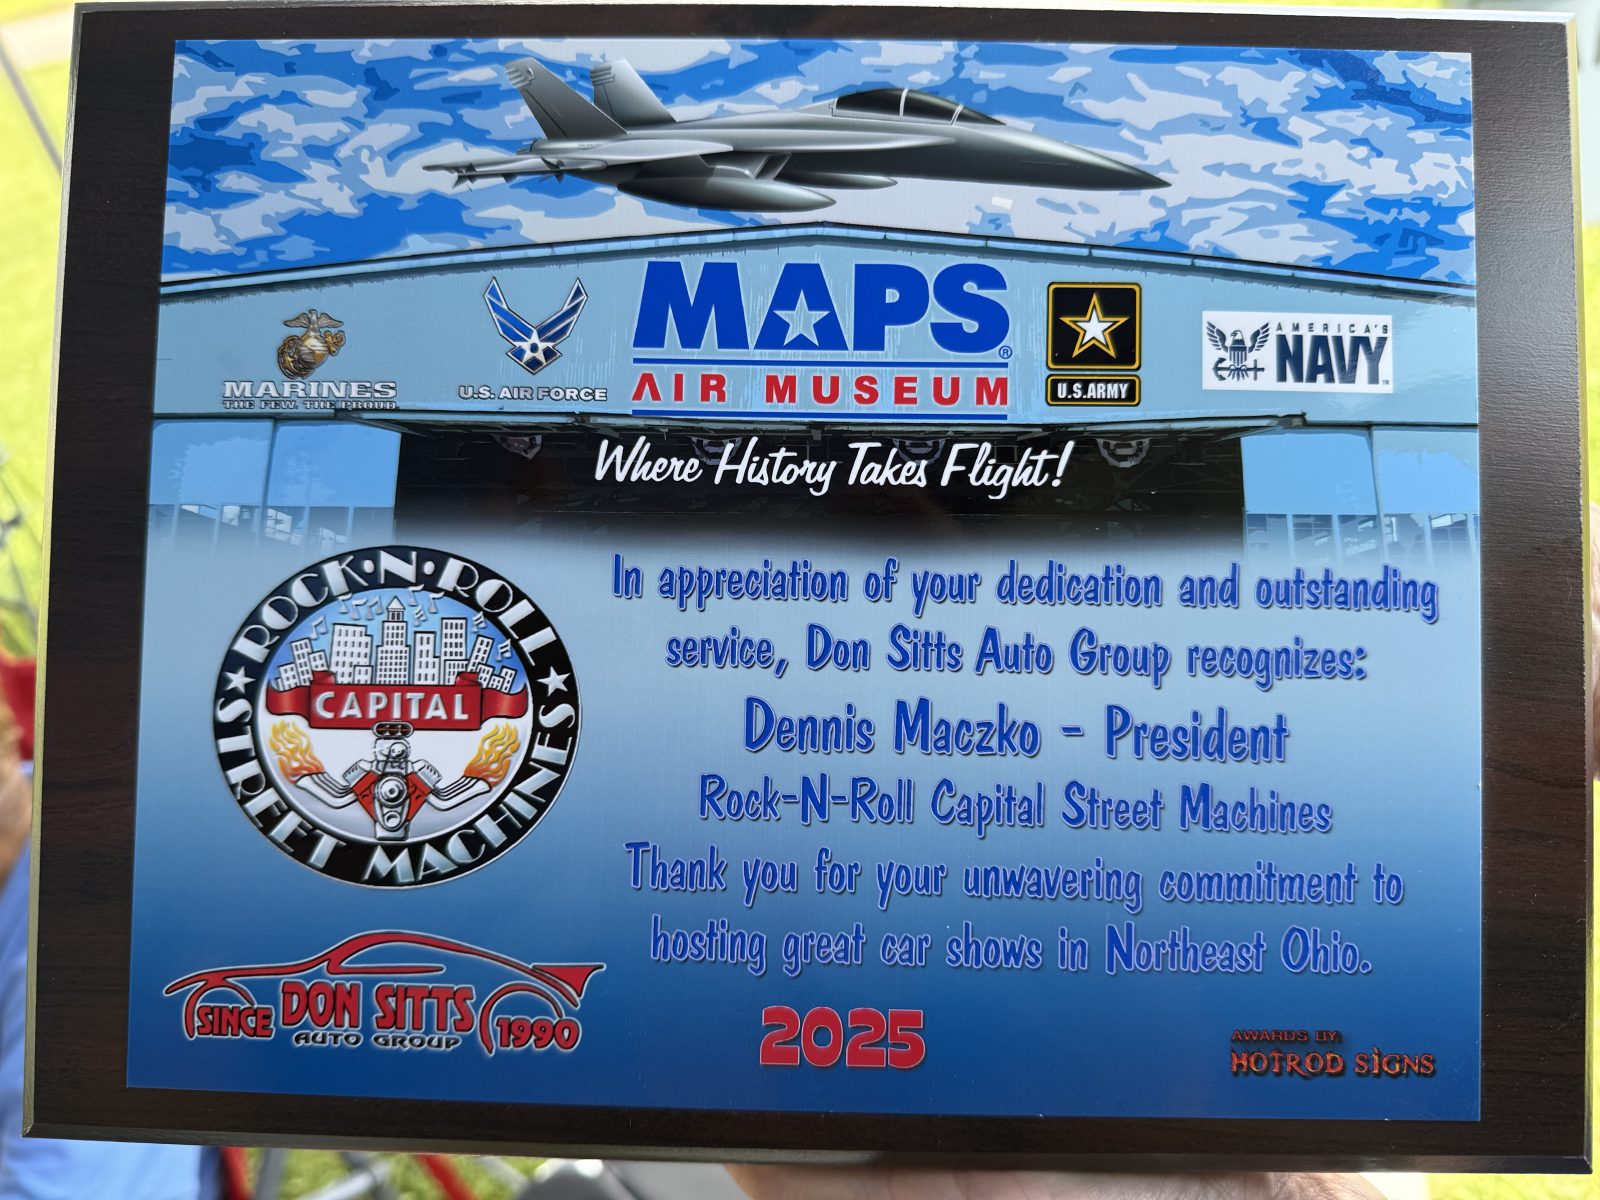 MAPS®
AIR MUSEUM
MARINES
THE FEW. THE PROUD.
U.S. AIR FORCE
U.S.ARMY
AMERICA'S
NAVY™
Where History Takes Flight!
ROCK·N·ROLL
CAPITAL
STREET MACHINES
In appreciation of your dedication and outstanding
service, Don Sitts Auto Group recognizes:
Dennis Maczko - President
Rock-N-Roll Capital Street Machines
Thank you for your unwavering commitment to
hosting great car shows in Northeast Ohio.
SINCE DON SITTS 1990
AUTO GROUP
2025
AWARDS BY:
HOTROD SIGNS